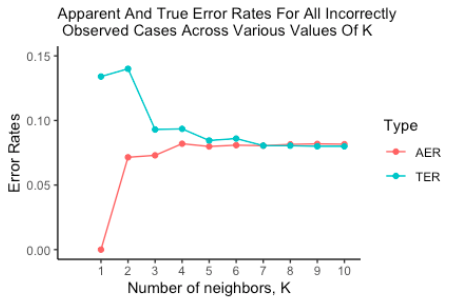 Apparent And True Error Rates For All Incorrectly
Observed Cases Across Various Values Of K
Error Rates
0.15
0.10
0.05
0.00
1 2 3 4 5 6 7 8 9 10
Number of neighbors, K
Type
AER
TER